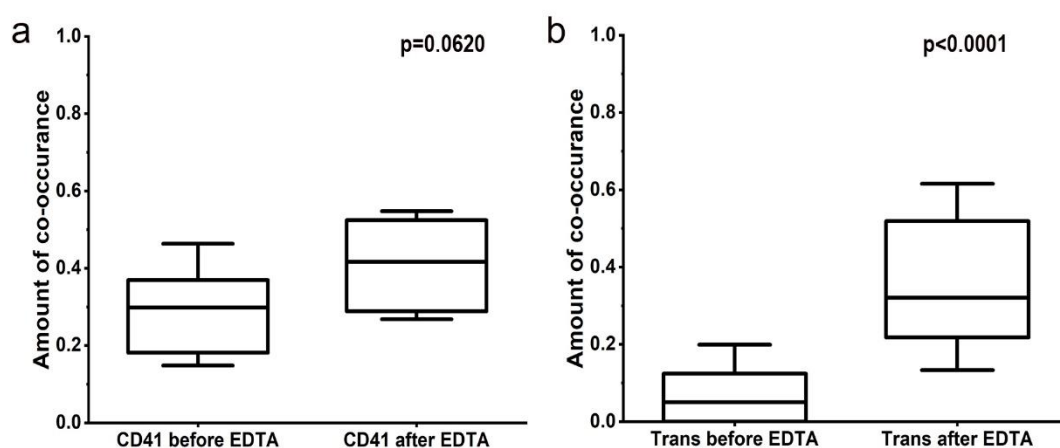 a
p=0.0620
Amount of co-occurance
1.0
0.8
0.6
0.4
0.2
0.0
CD41 before EDTA
CD41 after EDTA
b
p<0.0001
Amount of co-occurance
1.0
0.8
0.6
0.4
0.2
0.0
Trans before EDTA
Trans after EDTA